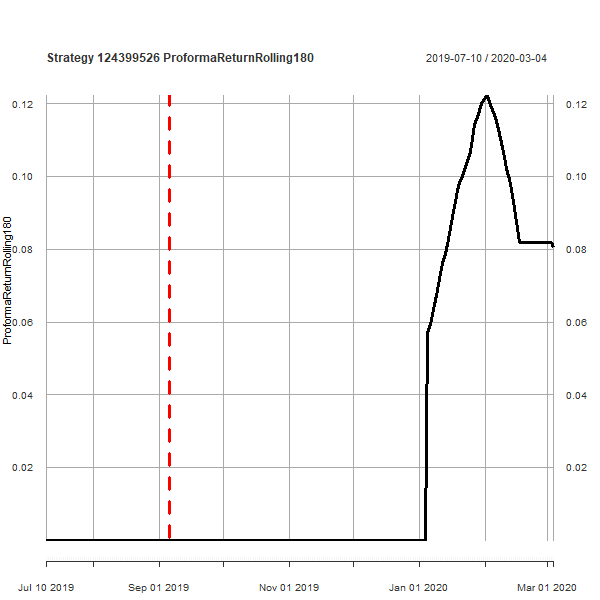 Strategy 124399526 ProformaReturnRolling180
2019-07-10 / 2020-03-04
ProformaReturnRolling180
0.12
0.10
0.08
0.06
0.04
0.02
0.12
0.10
0.08
0.06
0.04
0.02
Jul 10 2019
Sep 01 2019
Nov 01 2019
Jan 01 2020
Mar 01 2020